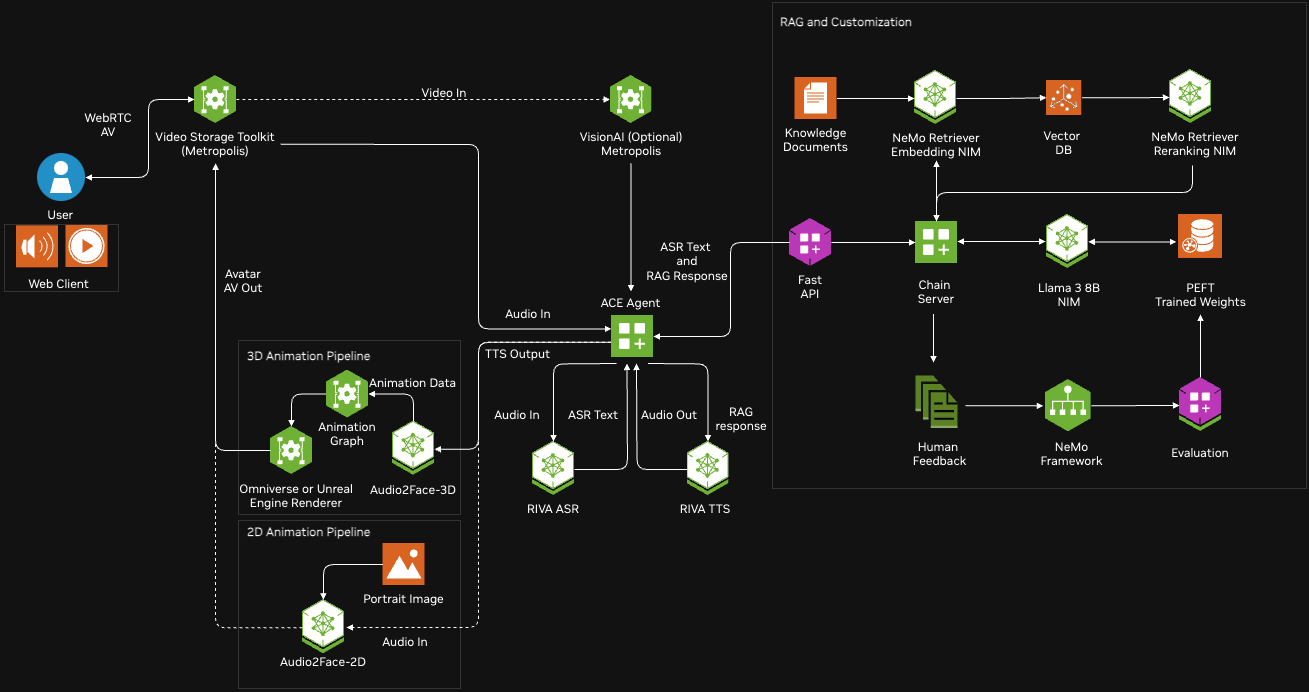 RAG and Customization
Video In
WebRTC
AV
Video Storage Toolkit
(Metropolis)
VisionAI (Optional)
Metropolis
Knowledge
Documents
NeMo Retriever
Embedding NIM
Vector
DB
NeMo Retriever
Reranking NIM
User
Web Client
Avatar
AV Out
ASR Text
and
RAG Response
Fast
API
Chain
Server
Llama 3 8B
NIM
PEFT
Trained Weights
ACE Agent
Audio In
TTS Output
3D Animation Pipeline
Animation Data
Animation
Graph
Omniverse or Unreal
Engine Renderer
Audio2Face-3D
Audio In
ASR Text
Audio Out
RAG
response
RIVA ASR
RIVA TTS
Human
Feedback
NeMo
Framework
Evaluation
2D Animation Pipeline
Portrait Image
Audio In
Audio2Face-2D